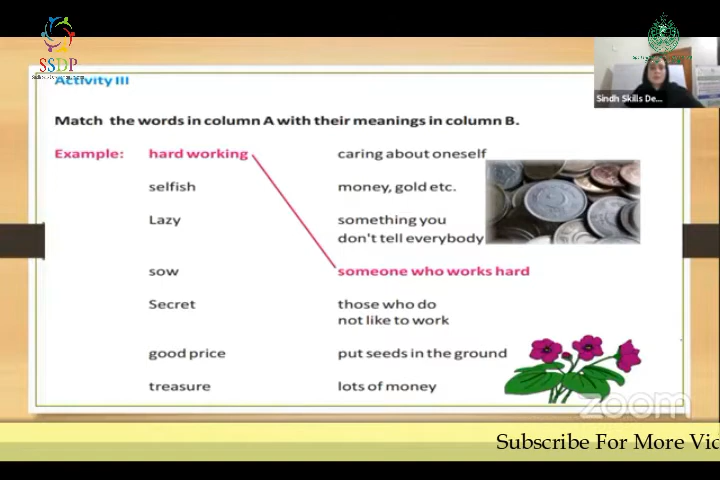 SSDP
Activity III
Sindh Skills De...
Match the words in column A with their meanings in column B.
Example: hard working caring about oneself
selfish money, gold etc.
Lazy something you
don't tell everybody
sow someone who works hard
Secret those who do
not like to work
good price put seeds in the ground
treasure lots of money
zoom
Subscribe For More Vic